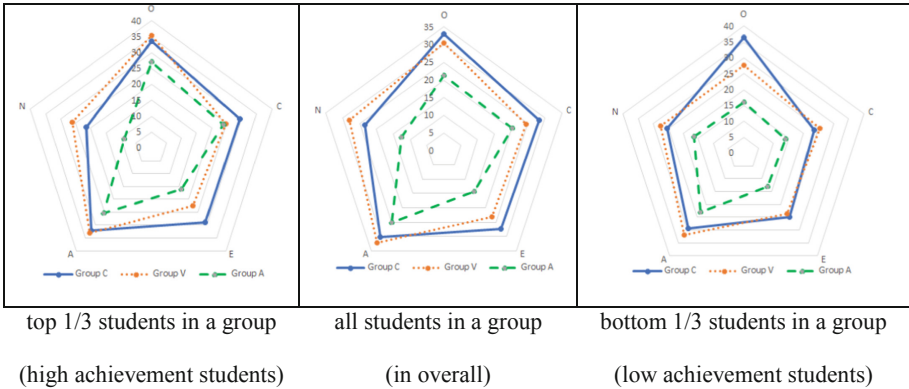 O
40
35
30
25
20
15
10
5
0
N
C
A
E
Group C
Group V
Group A
O
35
30
25
20
15
10
5
0
N
C
A
E
Group C
Group V
Group A
O
40
35
30
25
20
15
10
5
0
N
C
A
E
Group C
Group V
Group A
top 1/3 students in a group
(high achievement students)
all students in a group
(in overall)
bottom 1/3 students in a group
(low achievement students)